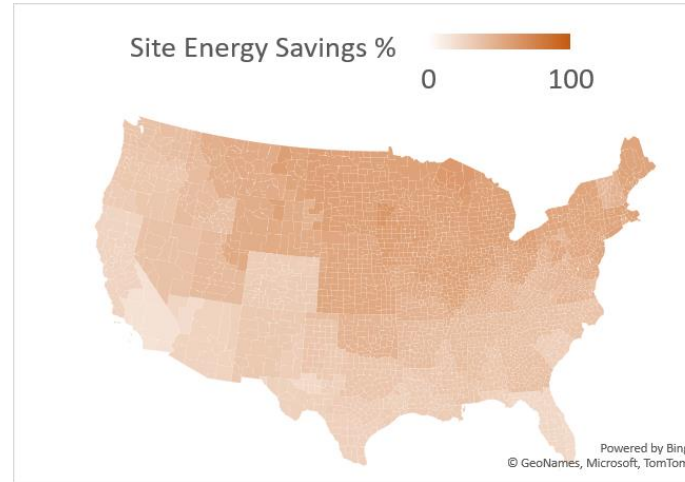 Site Energy Savings %
0 100
Powered by Bing
© GeoNames, Microsoft, TomTom